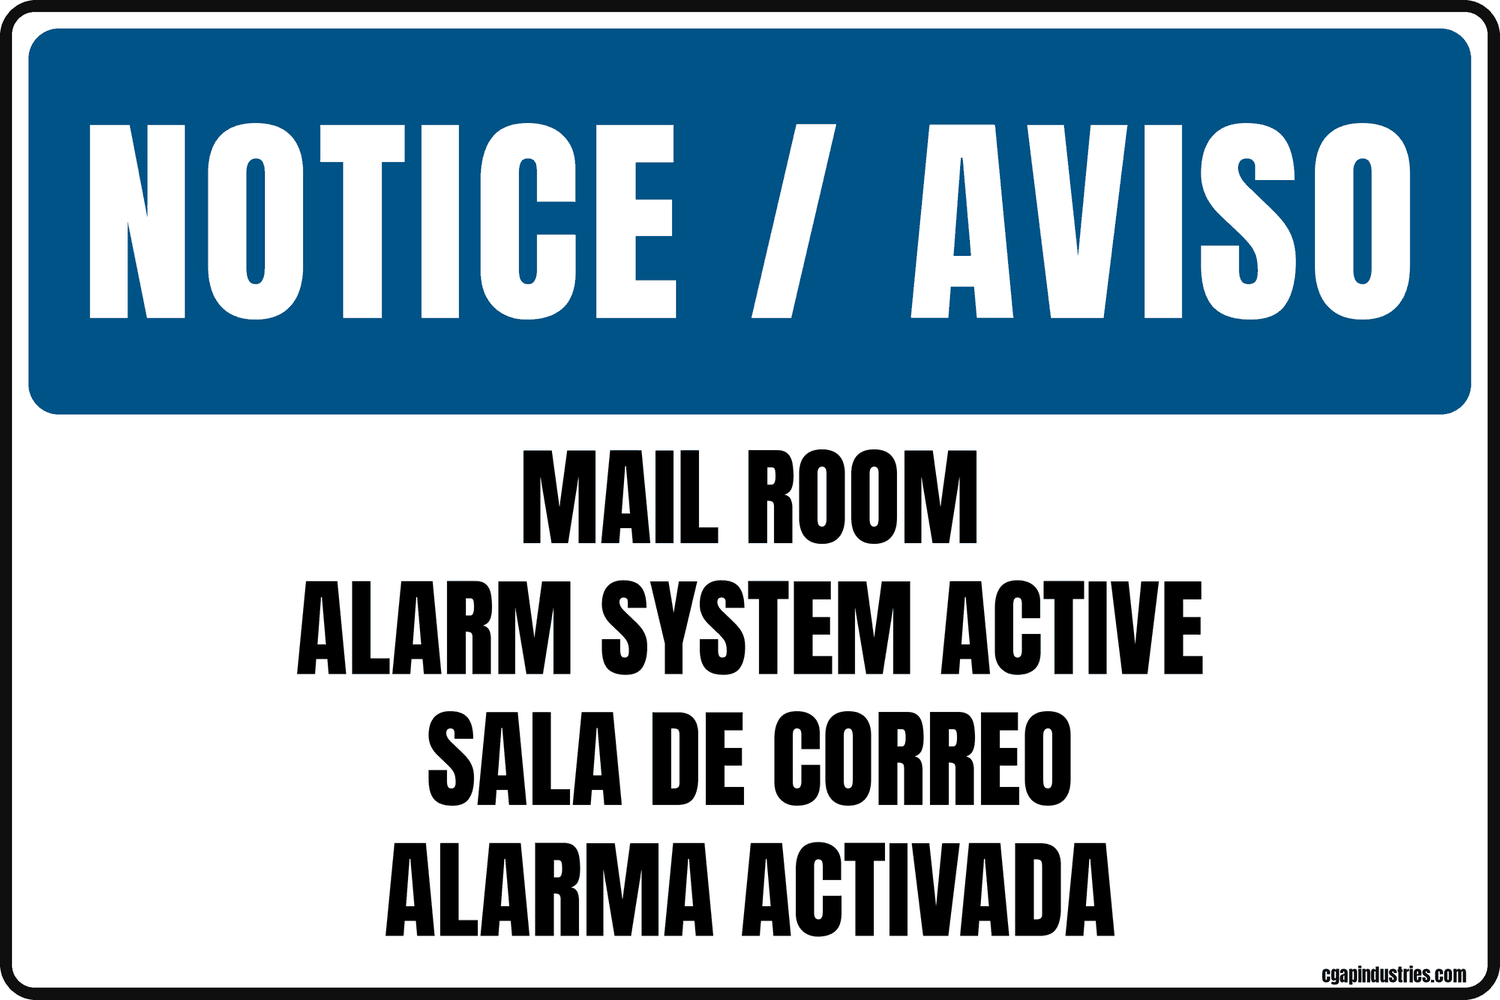 NOTICE / AVISO
MAIL ROOM
ALARM SYSTEM ACTIVE
SALA DE CORREO
ALARMA ACTIVADA
cgapindustries.com